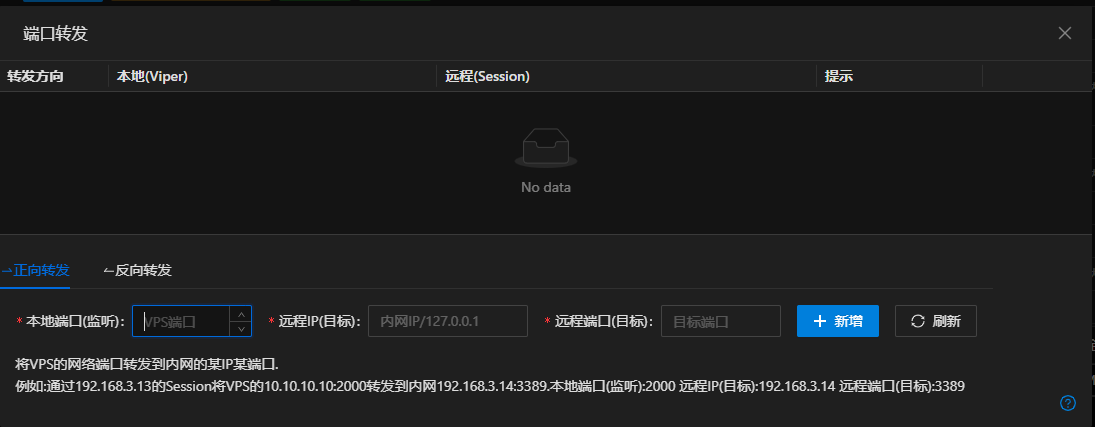 端口转发
转发方向 本地(Viper) 远程(Session) 提示
No data
⇀正向转发 ↽反向转发
* 本地端口(监听): VPS端口 * 远程IP(目标): 内网IP/127.0.0.1 * 远程端口(目标): 目标端口 + 新增 刷新
将VPS的网络端口转发到内网的某IP某端口.
例如:通过192.168.3.13的Session将VPS的10.10.10.10:2000转发到内网192.168.3.14:3389.本地端口(监听):2000 远程IP(目标):192.168.3.14 远程端口(目标):3389